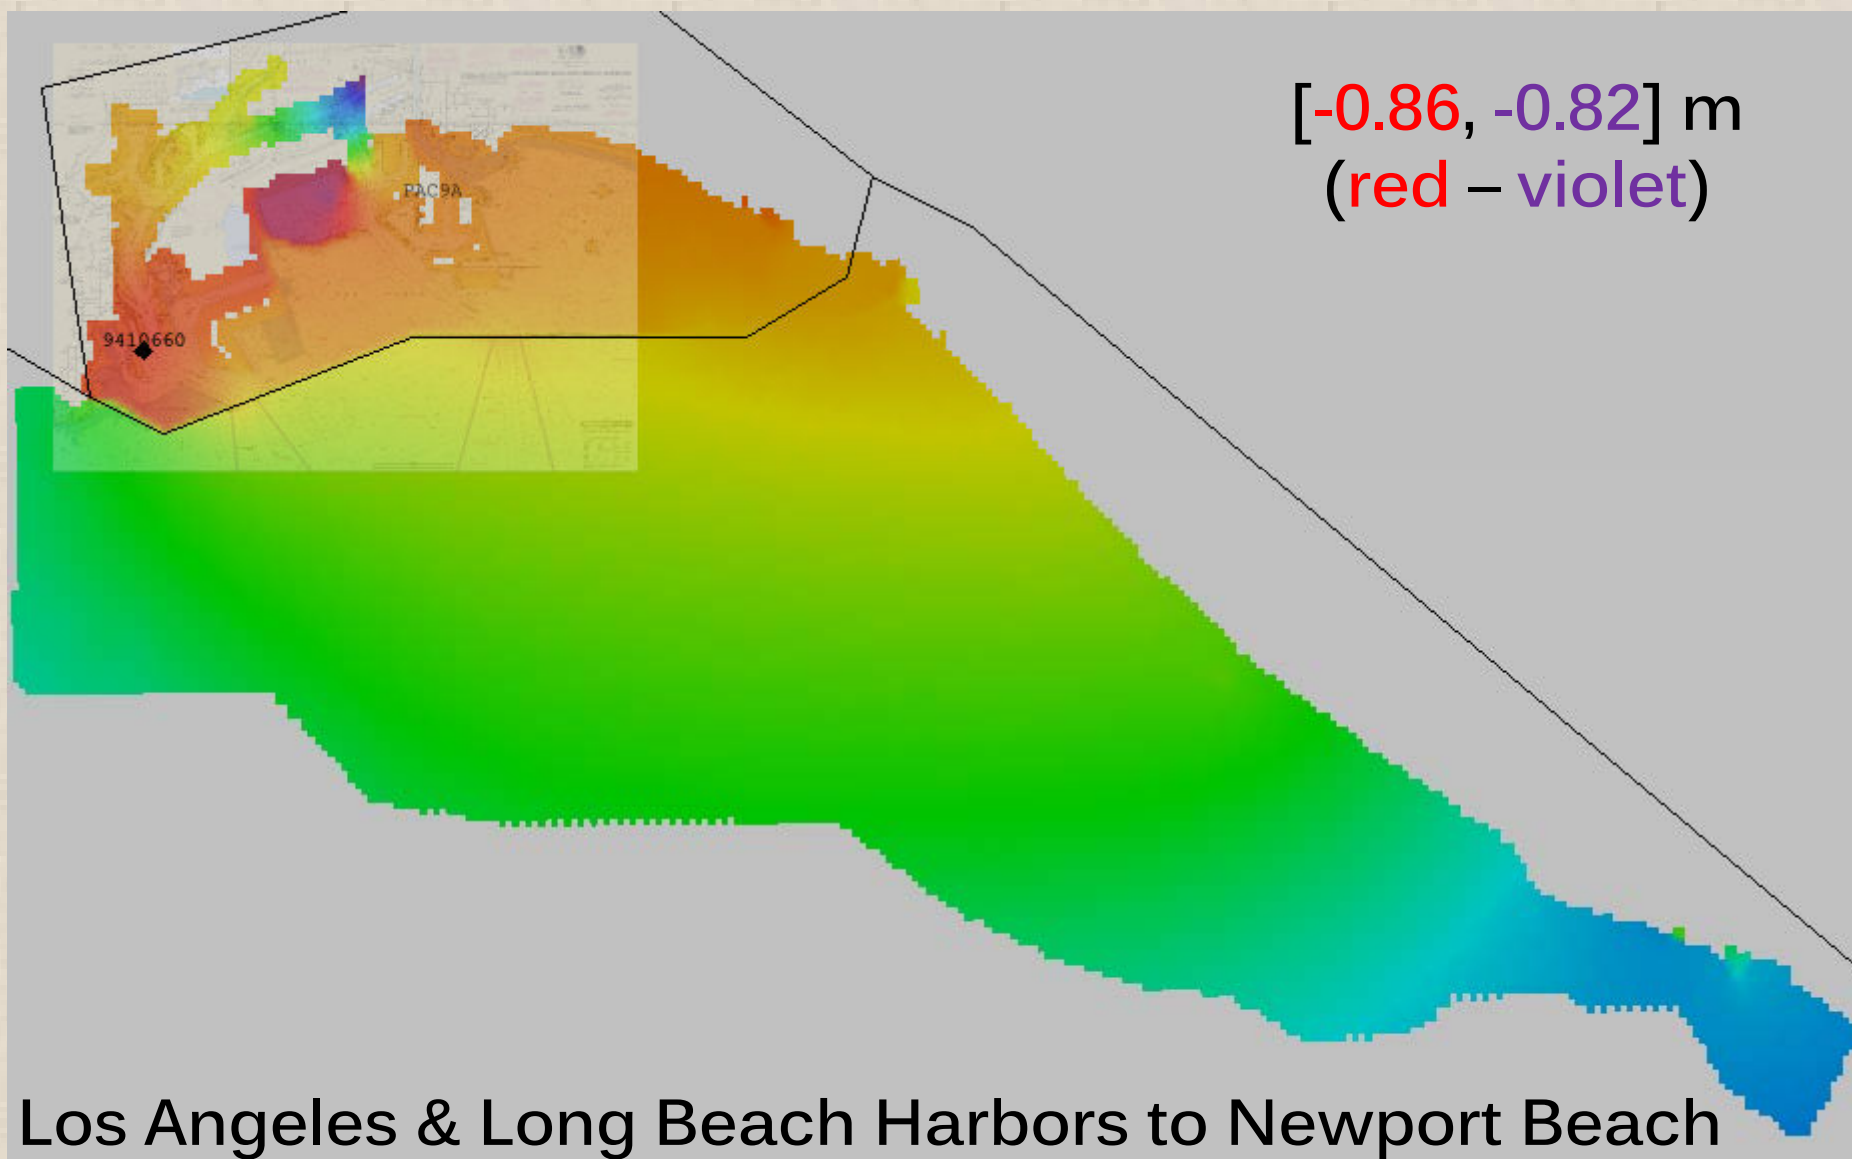 [-0.86, -0.82] m
(red – violet)
PAC9A
9410660
Los Angeles & Long Beach Harbors to Newport Beach